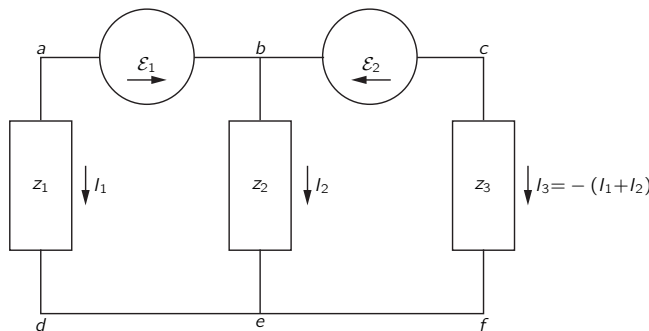 a b c
ℰ₁ ℰ₂
z₁ I₁ z₂ I₂ z₃ I₃ = − (I₁+I₂)
d e f